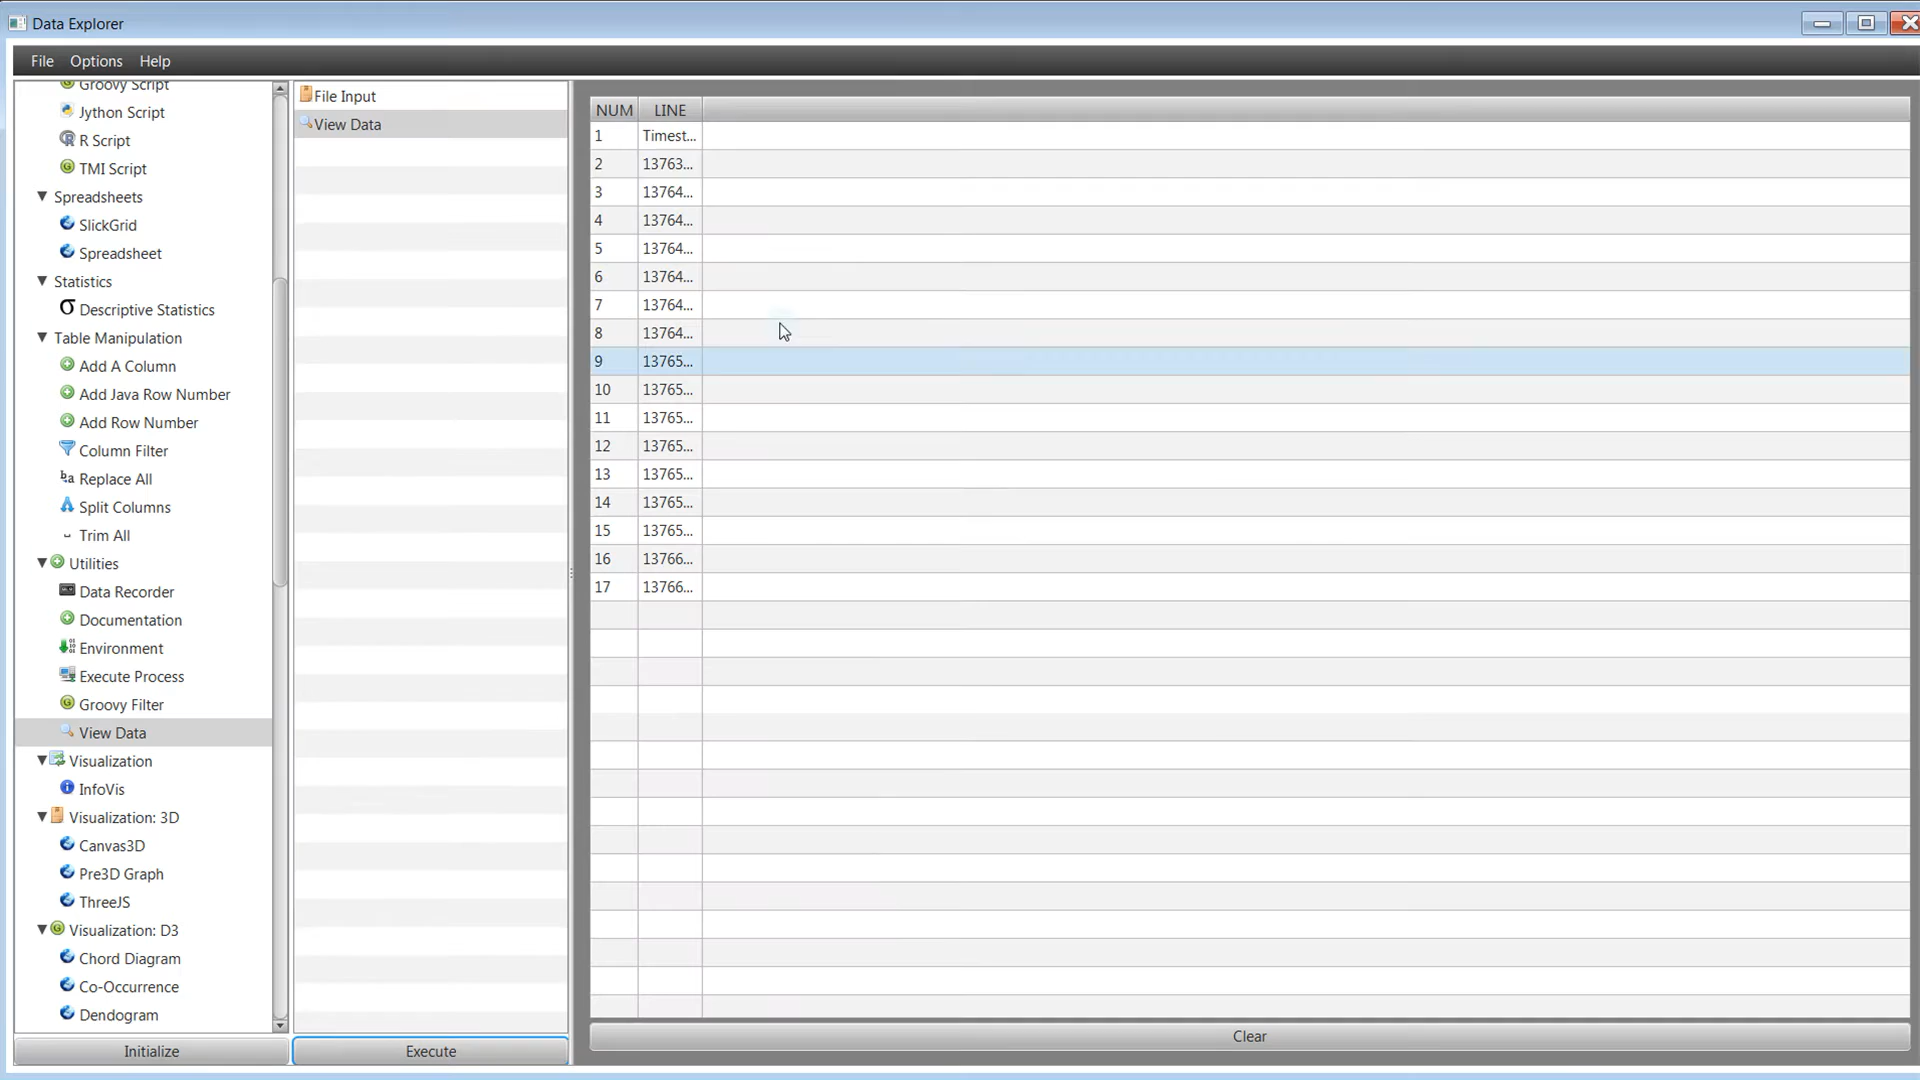 Data Explorer
File Options Help
Groovy Script
Jython Script
R Script
TMI Script
Spreadsheets
SlickGrid
Spreadsheet
Statistics
σ Descriptive Statistics
Table Manipulation
Add A Column
Add Java Row Number
Add Row Number
Column Filter
Replace All
Split Columns
Trim All
Utilities
Data Recorder
Documentation
Environment
Execute Process
Groovy Filter
View Data
Visualization
InfoVis
Visualization: 3D
Canvas3D
Pre3D Graph
ThreeJS
Visualization: D3
Chord Diagram
Co-Occurrence
Dendogram
Initialize
File Input
View Data
Execute
NUM LINE
1 Timest...
2 13763...
3 13764...
4 13764...
5 13764...
6 13764...
7 13764...
8 13764...
9 13765...
10 13765...
11 13765...
12 13765...
13 13765...
14 13765...
15 13765...
16 13766...
17 13766...
Clear